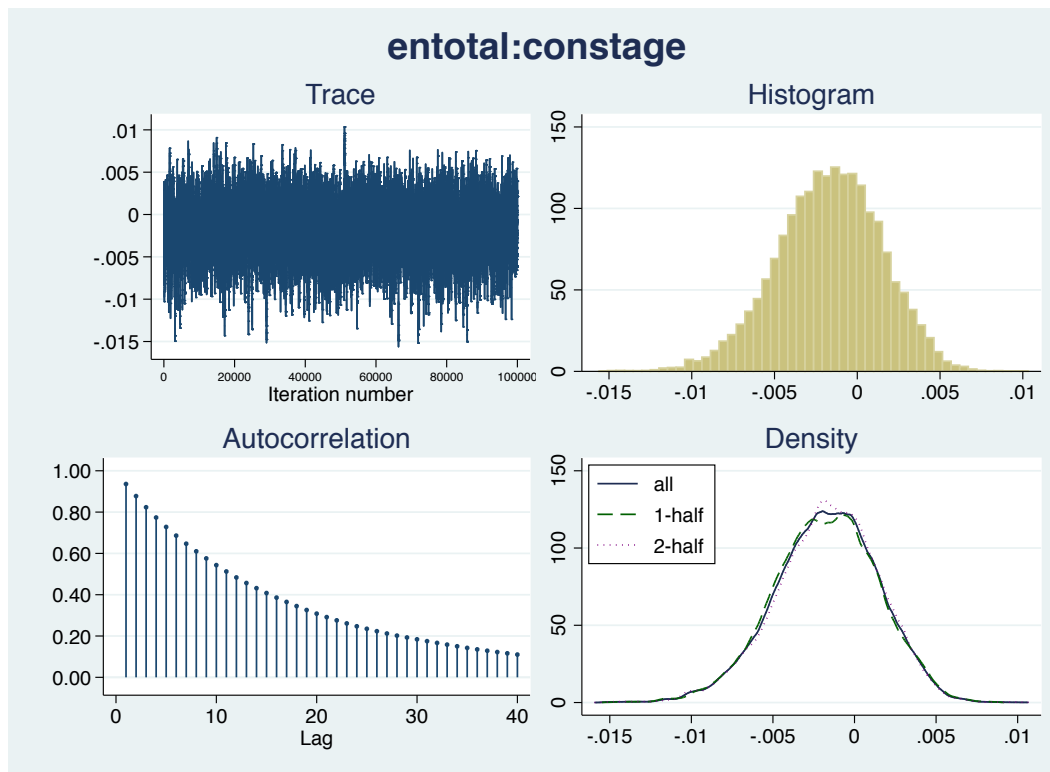 entotal:constage
Trace
.01
.005
0
-.005
-.01
-.015
0 20000 40000 60000 80000 100000
Iteration number
Histogram
150
100
50
0
-.015 -.01 -.005 0 .005 .01
Autocorrelation
1.00
0.80
0.60
0.40
0.20
0.00
0 10 20 30 40
Lag
Density
150
100
50
0
all
1-half
2-half
-.015 -.01 -.005 0 .005 .01